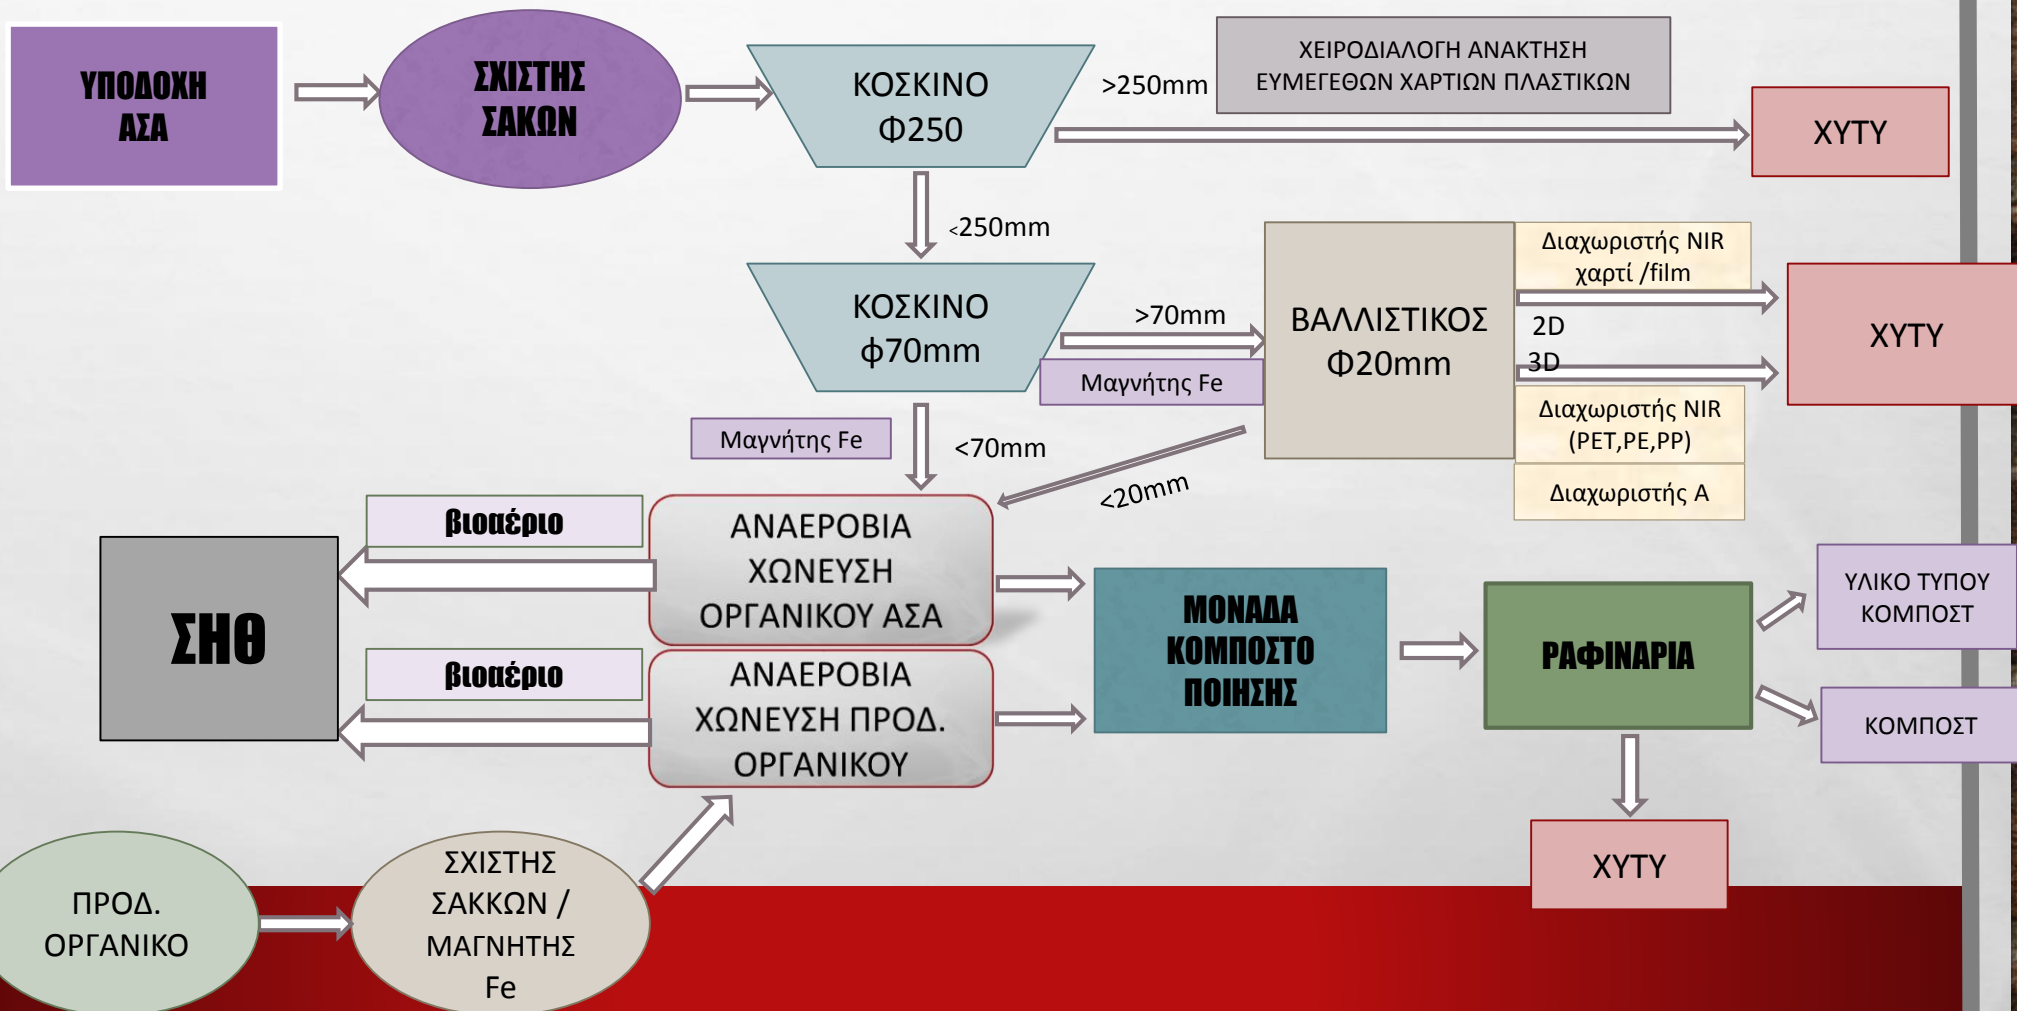 ΥΠΟΔΟΧΗ
ΑΣΑ
ΣΧΙΣΤΗΣ
ΣΑΚΩΝ
ΚΟΣΚΙΝΟ
Φ250
>250mm
ΧΕΙΡΟΔΙΑΛΟΓΗ ΑΝΑΚΤΗΣΗ
ΕΥΜΕΓΕΘΩΝ ΧΑΡΤΙΩΝ ΠΛΑΣΤΙΚΩΝ
ΧΥΤΥ
<250mm
ΚΟΣΚΙΝΟ
φ70mm
>70mm
Μαγνήτης Fe
ΒΑΛΛΙΣΤΙΚΟΣ
Φ20mm
Διαχωριστής NIR
χαρτί /film
2D
3D
Διαχωριστής NIR
(PET,PE,PP)
Διαχωριστής Α
ΧΥΤΥ
Μαγνήτης Fe
<70mm
<20mm
βιοαέριο
ΑΝΑΕΡΟΒΙΑ
ΧΩΝΕΥΣΗ
ΟΡΓΑΝΙΚΟΥ ΑΣΑ
ΣΗΘ
βιοαέριο
ΑΝΑΕΡΟΒΙΑ
ΧΩΝΕΥΣΗ ΠΡΟΔ.
ΟΡΓΑΝΙΚΟΥ
ΜΟΝΑΔΑ
ΚΟΜΠΟΣΤΟ
ΠΟΙΗΣΗΣ
ΡΑΦΙΝΑΡΙΑ
ΥΛΙΚΟ ΤΥΠΟΥ
ΚΟΜΠΟΣΤ
ΚΟΜΠΟΣΤ
ΧΥΤΥ
ΠΡΟΔ.
ΟΡΓΑΝΙΚΟ
ΣΧΙΣΤΗΣ
ΣΑΚΚΩΝ /
ΜΑΓΝΗΤΗΣ
Fe